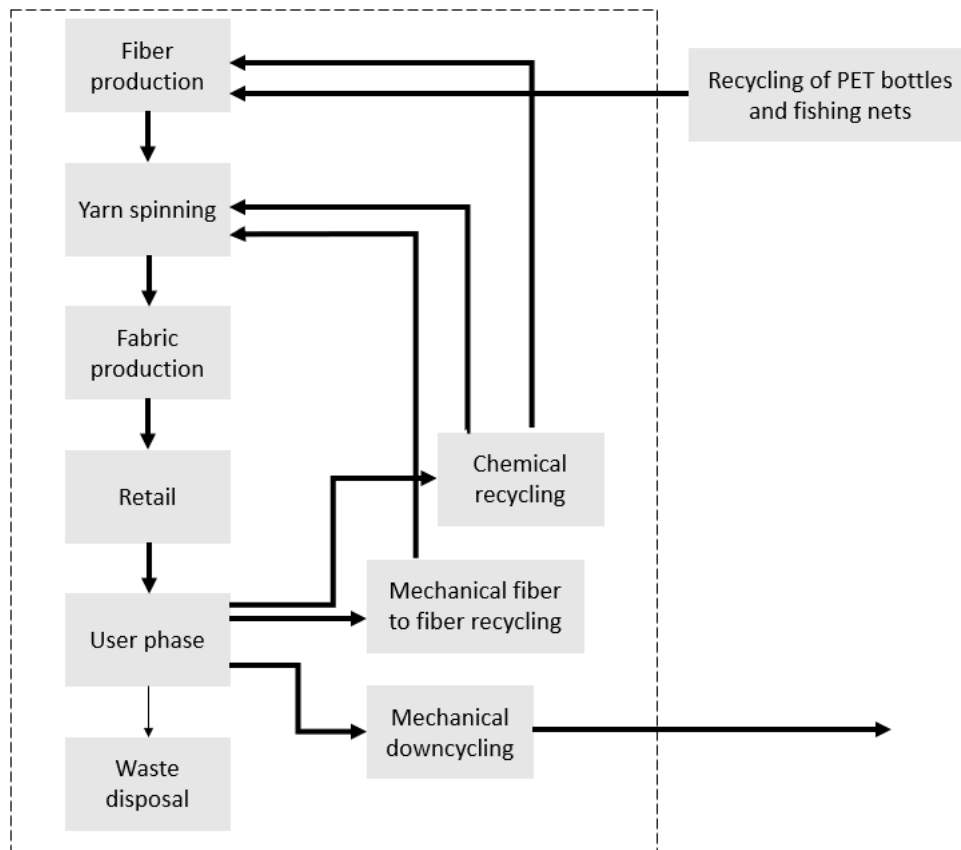 Fiber
production
Recycling of PET bottles
and fishing nets
Yarn spinning
Fabric
production
Chemical
recycling
Retail
Mechanical fiber
to fiber recycling
User phase
Mechanical
downcycling
Waste
disposal